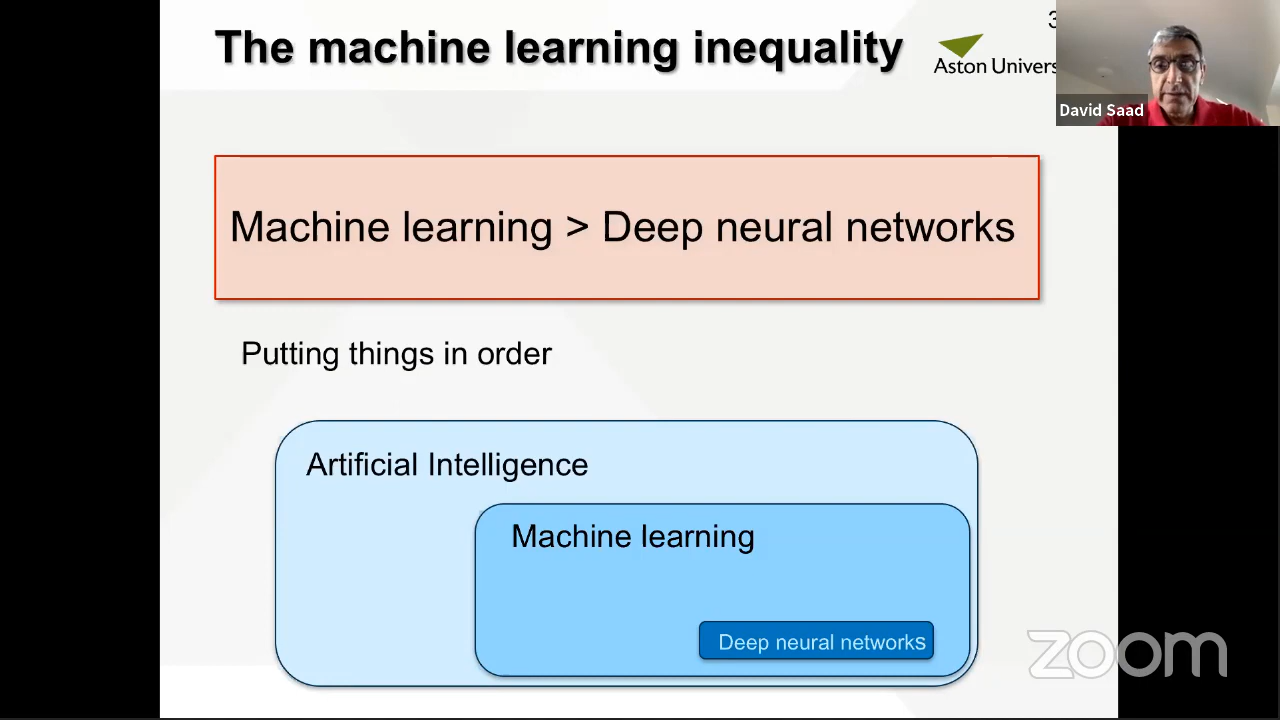 The machine learning inequality
3
Aston Univers
David Saad
Machine learning > Deep neural networks
Putting things in order
Artificial Intelligence
Machine learning
Deep neural networks
zoom